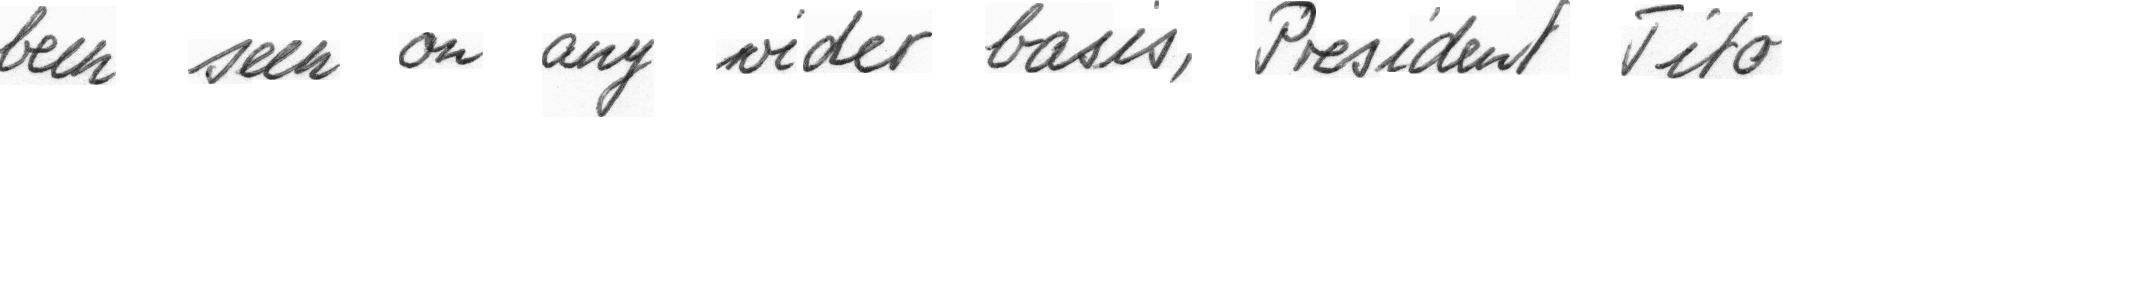 been seen on any wider basis, President Tito